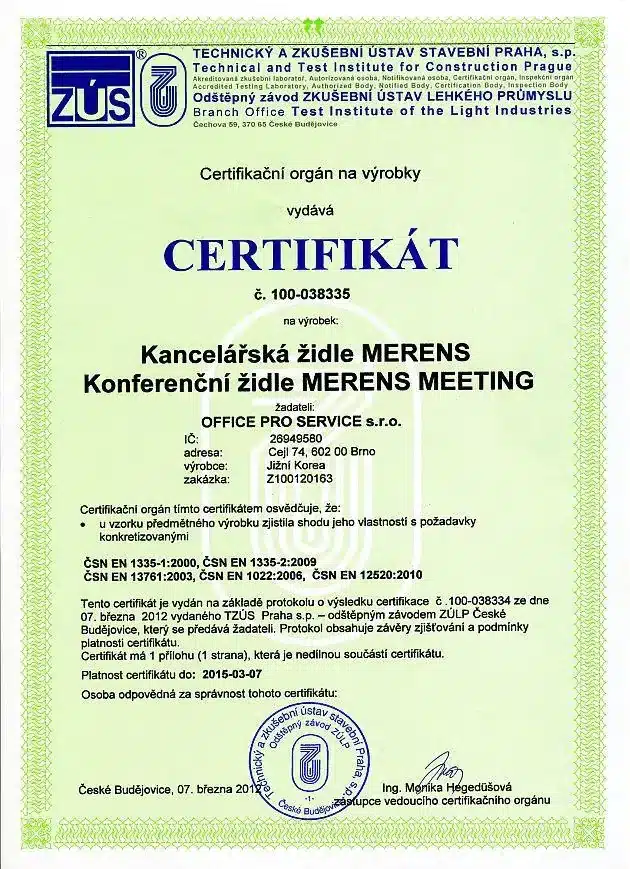 TECHNICKÝ A ZKUŠEBNÍ ÚSTAV STAVEBNÍ PRAHA, s.p.
Technical and Test Institute for Construction Prague
Akreditovaná zkušební laboratoř, Autorizovaná osoba, Notifikovaná osoba, Certifikační orgán, Inspekční orgán
Accredited Testing Laboratory, Authorized Body, Notified Body, Certification Body, Inspection Body
Odštěpný závod ZKUŠEBNÍ ÚSTAV LEHKÉHO PRŮMYSLU
Branch Office Test Institute of the Light Industries
Čechova 59, 370 65 České Budějovice
ZÚS®
Certifikační orgán na výrobky
vydává
CERTIFIKÁT
č. 100-038335
na výrobek:
Kancelářská židle MERENS
Konferenční židle MERENS MEETING
žadateli:
OFFICE PRO SERVICE s.r.o.
IČ: 26949580
adresa: Cejl 74, 602 00 Brno
výrobce: Jižní Korea
zakázka: Z100120163
Certifikační orgán tímto certifikátem osvědčuje, že:
• u vzorku předmětného výrobku zjistila shodu jeho vlastností s požadavky
konkretizovanými
ČSN EN 1335-1:2000, ČSN EN 1335-2:2009
ČSN EN 13761:2003, ČSN EN 1022:2006, ČSN EN 12520:2010
Tento certifikát je vydán na základě protokolu o výsledku certifikace č .100-038334 ze dne
07. března 2012 vydaného TZÚS Praha s.p. – odštěpným závodem ZÚLP České
Budějovice, který se předává žadateli. Protokol obsahuje závěry zjišťování a podmínky
platnosti certifikátu.
Certifikát má 1 přílohu (1 strana), která je nedílnou součástí certifikátu.
Platnost certifikátu do: 2015-03-07
Osoba odpovědná za správnost tohoto certifikátu:
Technický a zkušební ústav stavební Praha, s.p.
Odštěpný závod ZÚLP
-1-
České Budějovice
České Budějovice, 07. března 2012
Ing. Monika Hegedüšová
zástupce vedoucího certifikačního orgánu